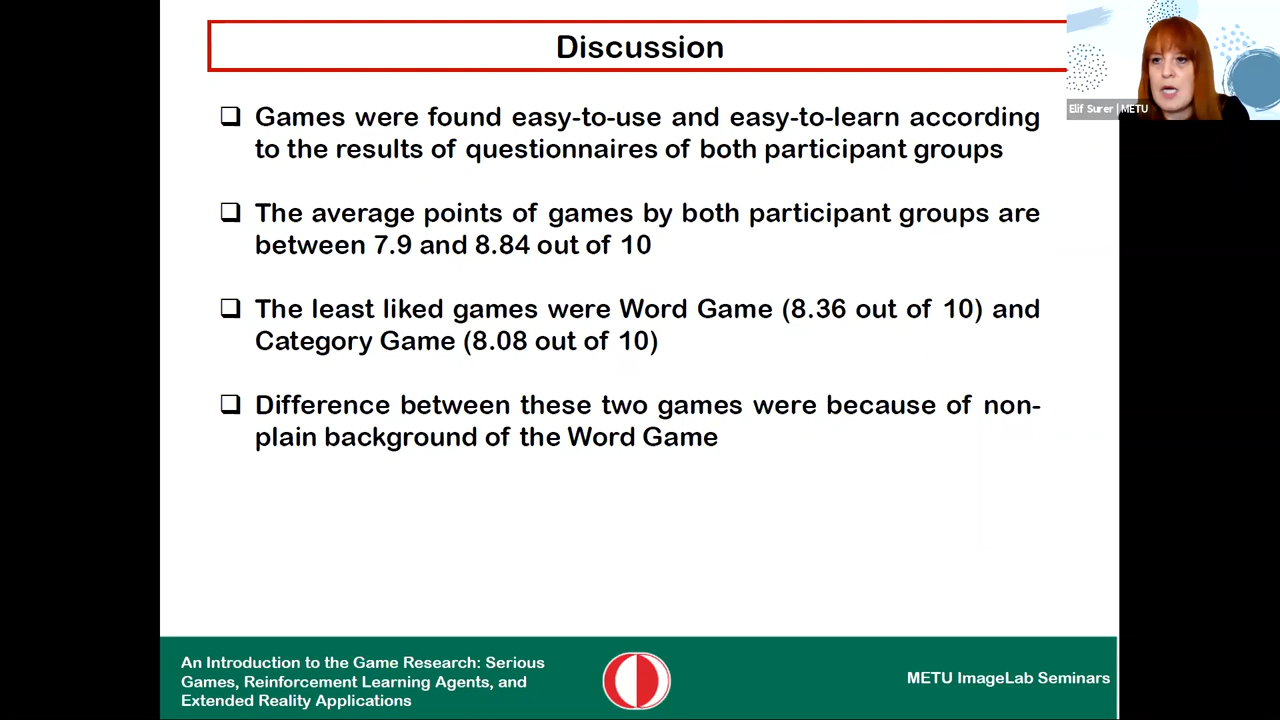 Discussion
Elif Surer | METU
❑ Games were found easy-to-use and easy-to-learn according
to the results of questionnaires of both participant groups
❑ The average points of games by both participant groups are
between 7.9 and 8.84 out of 10
❑ The least liked games were Word Game (8.36 out of 10) and
Category Game (8.08 out of 10)
❑ Difference between these two games were because of non-
plain background of the Word Game
An Introduction to the Game Research: Serious
Games, Reinforcement Learning Agents, and
Extended Reality Applications
METU ImageLab Seminars